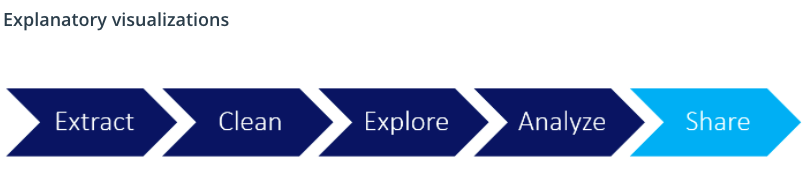 Explanatory visualizations
Extract Clean Explore Analyze Share